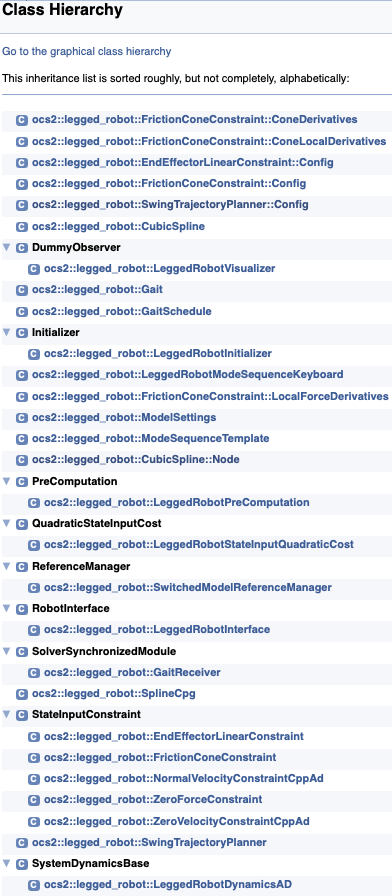 Class Hierarchy
Go to the graphical class hierarchy
This inheritance list is sorted roughly, but not completely, alphabetically:
C ocs2::legged_robot::FrictionConeConstraint::ConeDerivatives
C ocs2::legged_robot::FrictionConeConstraint::ConeLocalDerivatives
C ocs2::legged_robot::EndEffectorLinearConstraint::Config
C ocs2::legged_robot::FrictionConeConstraint::Config
C ocs2::legged_robot::SwingTrajectoryPlanner::Config
C ocs2::legged_robot::CubicSpline
▼ C DummyObserver
C ocs2::legged_robot::LeggedRobotVisualizer
C ocs2::legged_robot::Gait
C ocs2::legged_robot::GaitSchedule
▼ C Initializer
C ocs2::legged_robot::LeggedRobotInitializer
C ocs2::legged_robot::LeggedRobotModeSequenceKeyboard
C ocs2::legged_robot::FrictionConeConstraint::LocalForceDerivatives
C ocs2::legged_robot::ModelSettings
C ocs2::legged_robot::ModeSequenceTemplate
C ocs2::legged_robot::CubicSpline::Node
▼ C PreComputation
C ocs2::legged_robot::LeggedRobotPreComputation
▼ C QuadraticStateInputCost
C ocs2::legged_robot::LeggedRobotStateInputQuadraticCost
▼ C ReferenceManager
C ocs2::legged_robot::SwitchedModelReferenceManager
▼ C RobotInterface
C ocs2::legged_robot::LeggedRobotInterface
▼ C SolverSynchronizedModule
C ocs2::legged_robot::GaitReceiver
C ocs2::legged_robot::SplineCpg
▼ C StateInputConstraint
C ocs2::legged_robot::EndEffectorLinearConstraint
C ocs2::legged_robot::FrictionConeConstraint
C ocs2::legged_robot::NormalVelocityConstraintCppAd
C ocs2::legged_robot::ZeroForceConstraint
C ocs2::legged_robot::ZeroVelocityConstraintCppAd
C ocs2::legged_robot::SwingTrajectoryPlanner
▼ C SystemDynamicsBase
C ocs2::legged_robot::LeggedRobotDynamicsAD